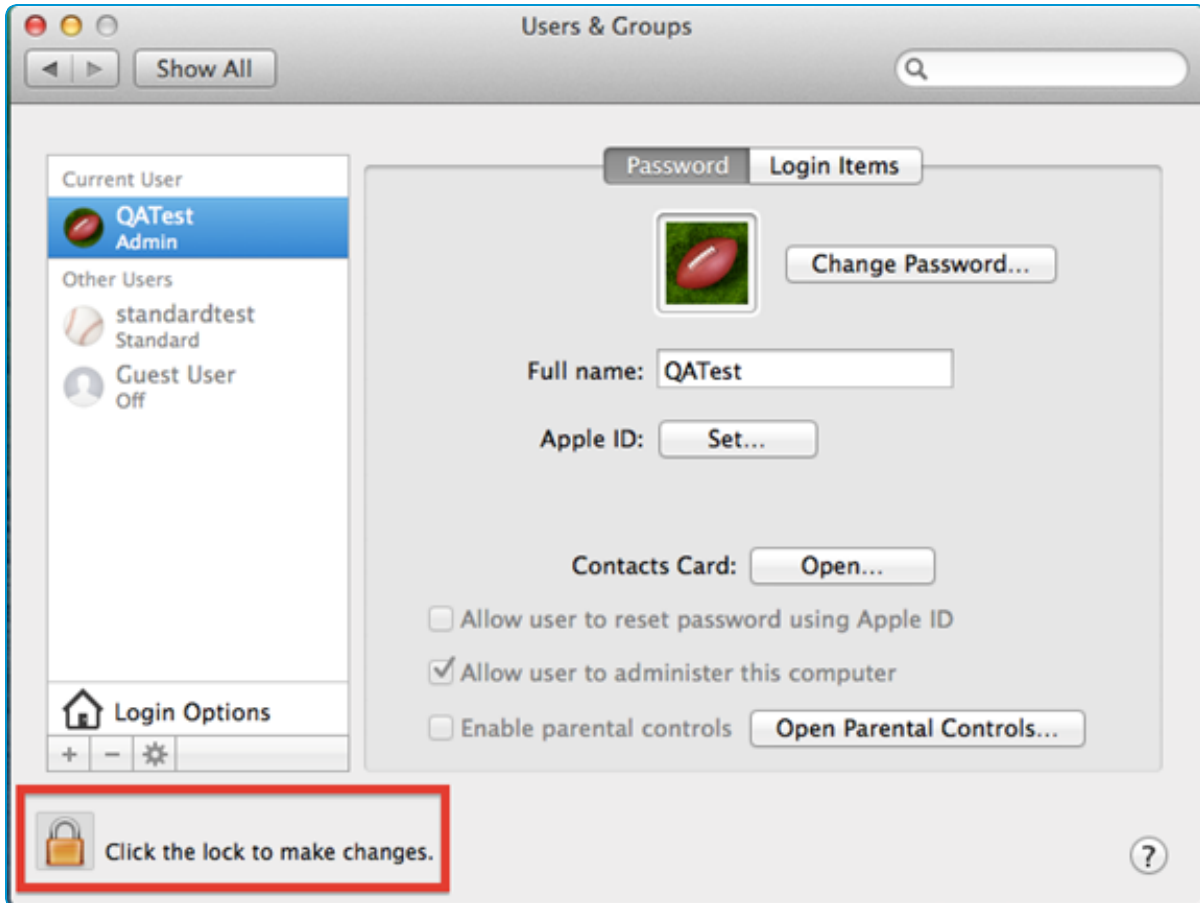 Users & Groups
Show All
Current User
QATest
Admin
Other Users
standardtest
Standard
Guest User
Off
Login Options
Password
Login Items
Change Password...
Full name: QATest
Apple ID: Set...
Contacts Card: Open...
Allow user to reset password using Apple ID
Allow user to administer this computer
Enable parental controls Open Parental Controls...
Click the lock to make changes.
?